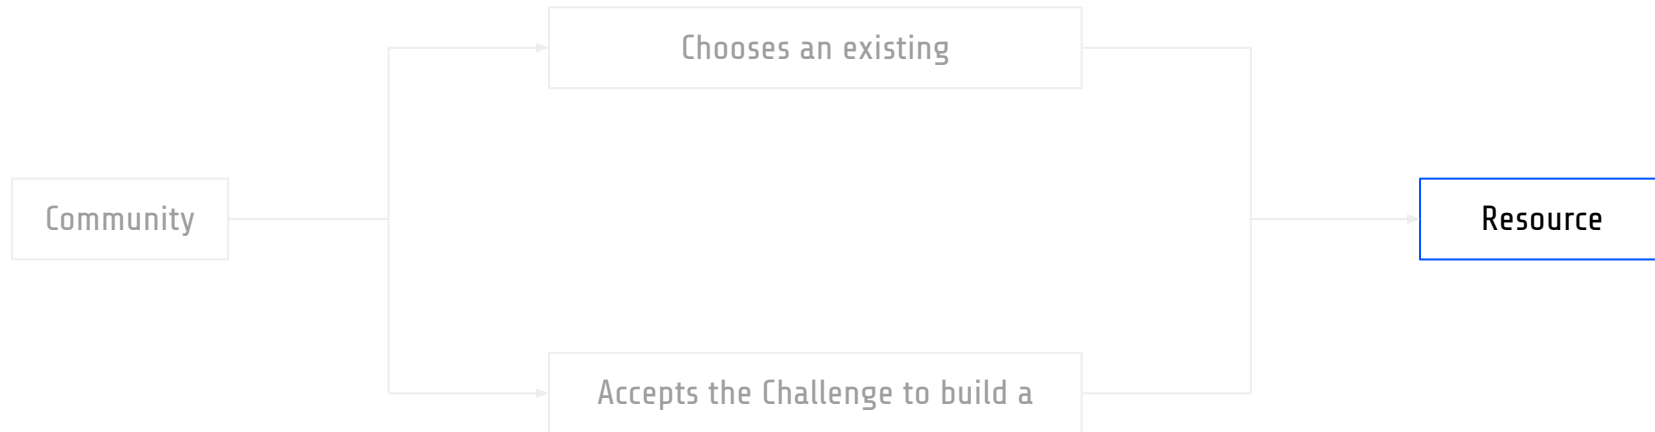 Chooses an existing
Community
Resource
Accepts the Challenge to build a